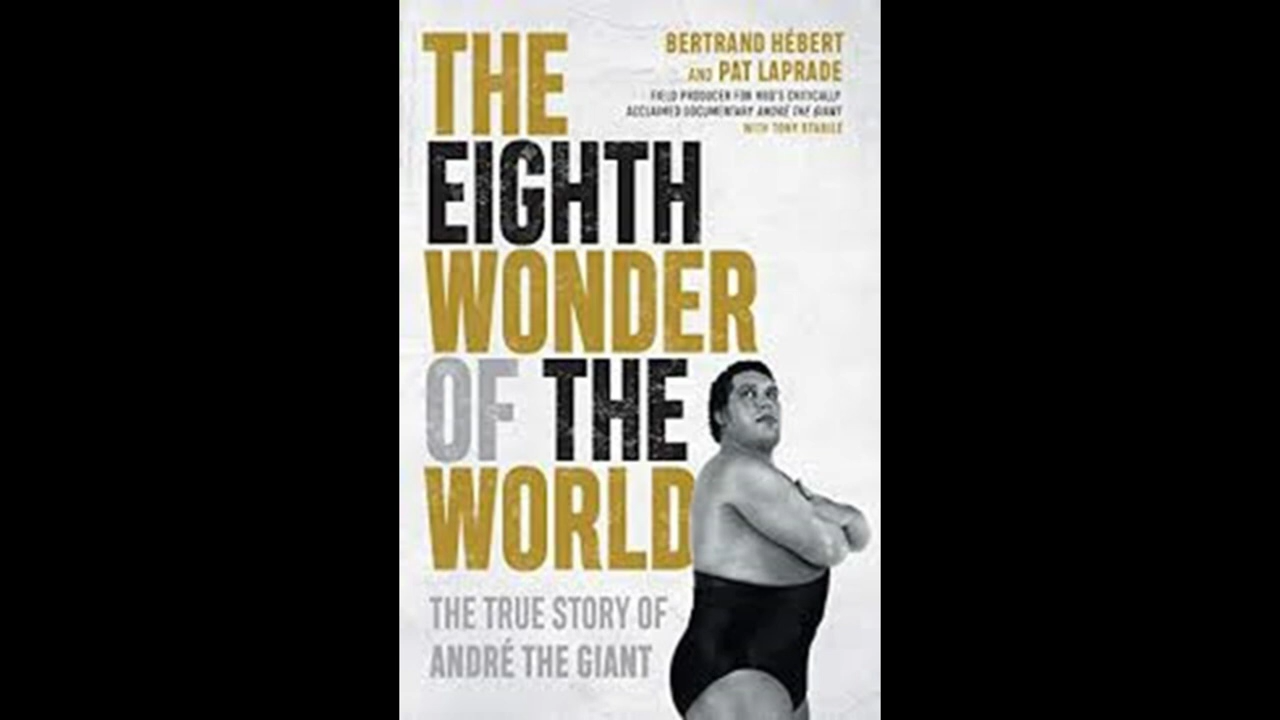 THE
EIGHTH
WONDER
OF THE
WORLD
BERTRAND HÉBERT
AND PAT LAPRADE
FIELD PRODUCER FOR HBO'S CRITICALLY
ACCLAIMED DOCUMENTARY ANDRÉ THE GIANT
WITH TONY STABILE
THE TRUE STORY OF
ANDRÉ THE GIANT